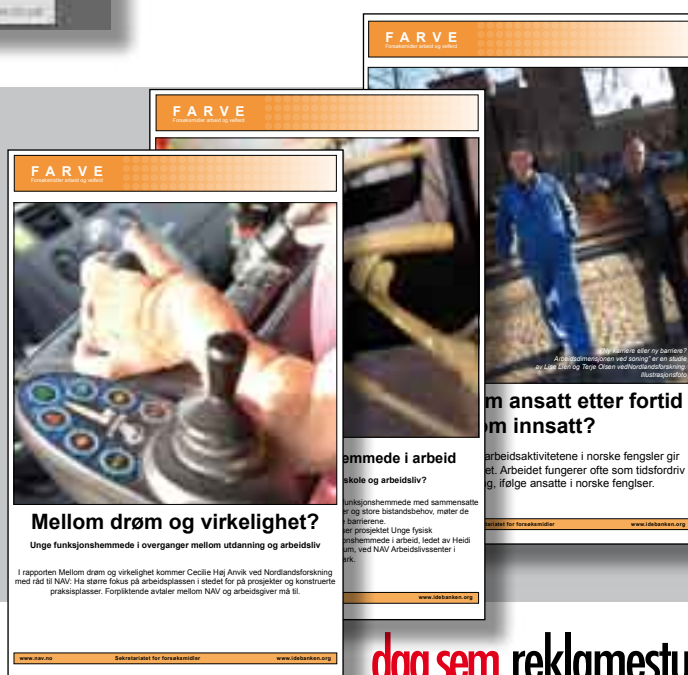 FARVE
Forsøksmidler arbeid og velferd
Mellom drøm og virkelighet?
Unge funksjonshemmede i overganger mellom utdanning og arbeidsliv
I rapporten Mellom drøm og virkelighet kommer Cecilie Høj Anvik ved Nordlandsforskning
med råd til NAV: Ha større fokus på arbeidsplassen i stedet for på prosjekter og konstruerte
praksisplasser. Forpliktende avtaler mellom NAV og arbeidsgiver må til.
www.nav.no Sekretariatet for forsøksmidler www.idebanken.org
FARVE
Forsøksmidler arbeid og velferd
emmede i arbeid
skole og arbeidsliv?
funksjonshemmede med sammensatte
er og store bistandsbehov, møter de
barrierene.
ser prosjektet Unge fysisk
onshemmede i arbeid, ledet av Heidi
um, ved NAV Arbeidslivssenter i
ark.
www.idebanken.org
FARVE
Forsøksmidler arbeid og velferd
Ny karriere eller ny barriere?
Arbeidsdimensjonen ved soning" er en studie
av Lise Lien og Terje Olsen vedNordlandsforskning.
Illustrasjonsfoto
m ansatt etter fortid
om innsatt?
arbeidsaktivitetene i norske fengsler gir
et. Arbeidet fungerer ofte som tidsfordriv
g, ifølge ansatte i norske fengsler.
tariatet for forsøksmidler www.idebanken.org
dag sem reklamestu